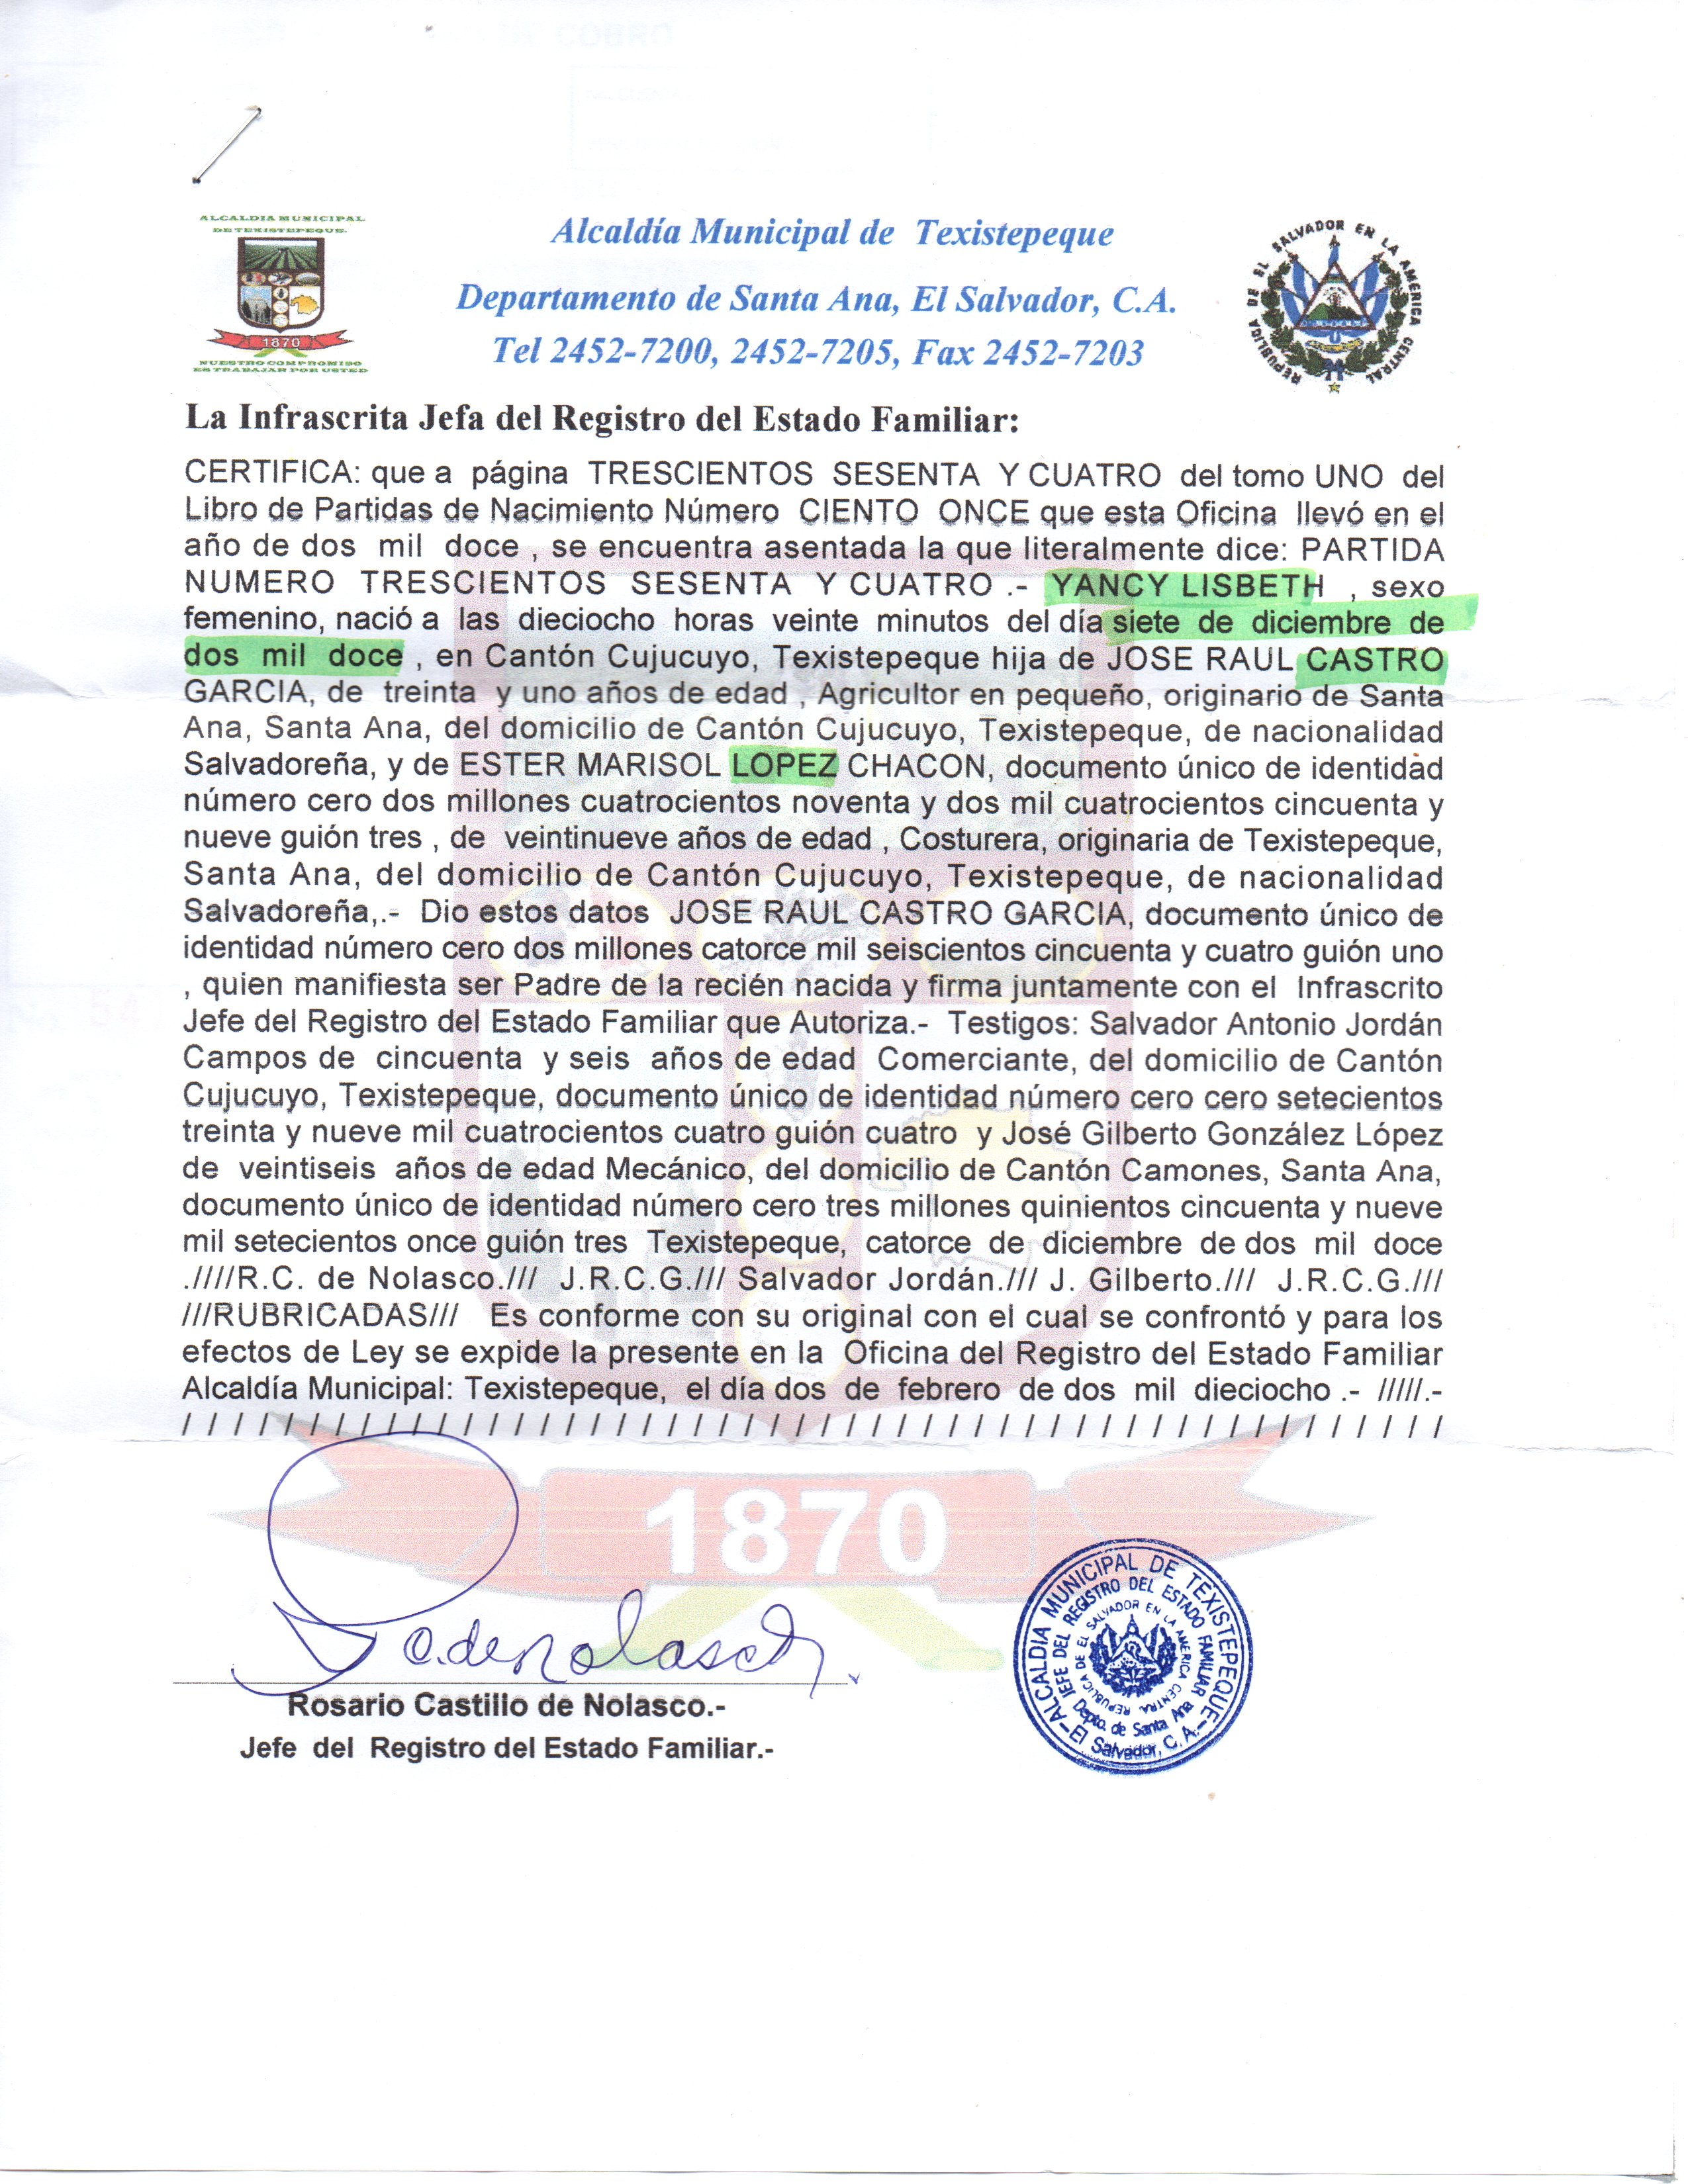 ALCALDIA MUNICIPAL
DE TEXISTEPEQUE.
1870
NUESTRO COMPROMISO
ES TRABAJAR POR USTED
Alcaldía Municipal de Texistepeque
Departamento de Santa Ana, El Salvador, C.A.
Tel 2452-7200, 2452-7205, Fax 2452-7203
REPUBLICA DE EL SALVADOR EN LA AMERICA CENTRAL
La Infrascrita Jefa del Registro del Estado Familiar:
CERTIFICA: que a página TRESCIENTOS SESENTA Y CUATRO del tomo UNO del
Libro de Partidas de Nacimiento Número CIENTO ONCE que esta Oficina llevó en el
año de dos mil doce , se encuentra asentada la que literalmente dice: PARTIDA
NUMERO TRESCIENTOS SESENTA Y CUATRO .- YANCY LISBETH , sexo
femenino, nació a las dieciocho horas veinte minutos del día siete de diciembre de
dos mil doce , en Cantón Cujucuyo, Texistepeque hija de JOSE RAUL CASTRO
GARCIA, de treinta y uno años de edad , Agricultor en pequeño, originario de Santa
Ana, Santa Ana, del domicilio de Cantón Cujucuyo, Texistepeque, de nacionalidad
Salvadoreña, y de ESTER MARISOL LOPEZ CHACON, documento único de identidad
número cero dos millones cuatrocientos noventa y dos mil cuatrocientos cincuenta y
nueve guión tres , de veintinueve años de edad , Costurera, originaria de Texistepeque,
Santa Ana, del domicilio de Cantón Cujucuyo, Texistepeque, de nacionalidad
Salvadoreña,.- Dio estos datos JOSE RAUL CASTRO GARCIA, documento único de
identidad número cero dos millones catorce mil seiscientos cincuenta y cuatro guión uno
, quien manifiesta ser Padre de la recién nacida y firma juntamente con el Infrascrito
Jefe del Registro del Estado Familiar que Autoriza.- Testigos: Salvador Antonio Jordán
Campos de cincuenta y seis años de edad Comerciante, del domicilio de Cantón
Cujucuyo, Texistepeque, documento único de identidad número cero cero setecientos
treinta y nueve mil cuatrocientos cuatro guión cuatro y José Gilberto González López
de veintiseis años de edad Mecánico, del domicilio de Cantón Camones, Santa Ana,
documento único de identidad número cero tres millones quinientos cincuenta y nueve
mil setecientos once guión tres Texistepeque, catorce de diciembre de dos mil doce
.////R.C. de Nolasco./// J.R.C.G./// Salvador Jordán./// J. Gilberto./// J.R.C.G.///
///RUBRICADAS/// Es conforme con su original con el cual se confrontó y para los
efectos de Ley se expide la presente en la Oficina del Registro del Estado Familiar
Alcaldía Municipal: Texistepeque, el día dos de febrero de dos mil dieciocho .- /////.-
/ / / / / / / / / / / / / / / / / / / / / / / / / / / / / / / / / / / / / / / / / / / / / / / / / /
1870
C. de Nolasco
Rosario Castillo de Nolasco.-
Jefe del Registro del Estado Familiar.-
ALCALDIA MUNICIPAL DE TEXISTEPEQUE
JEFE DEL REGISTRO DEL ESTADO FAMILIAR
REPUBLICA DE EL SALVADOR EN LA AMERICA CENTRAL
Depto. de Santa Ana
El Salvador, C. A.